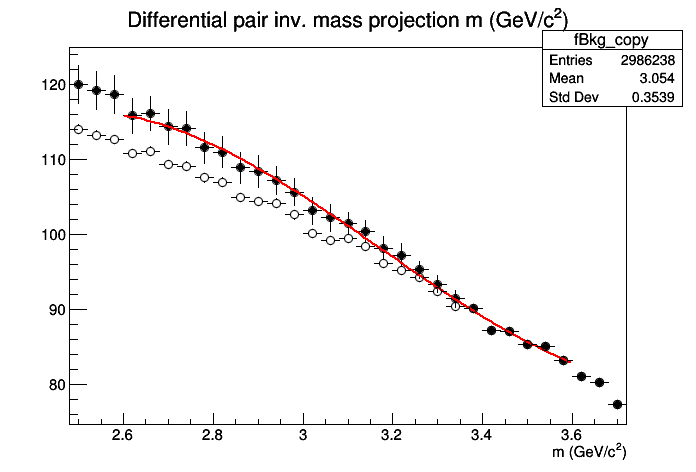 Differential pair inv. mass projection m (GeV/c²)
fBkg_copy
Entries 2986238
Mean 3.054
Std Dev 0.3539
120
110
100
90
80
2.6 2.8 3 3.2 3.4 3.6
m (GeV/c²)